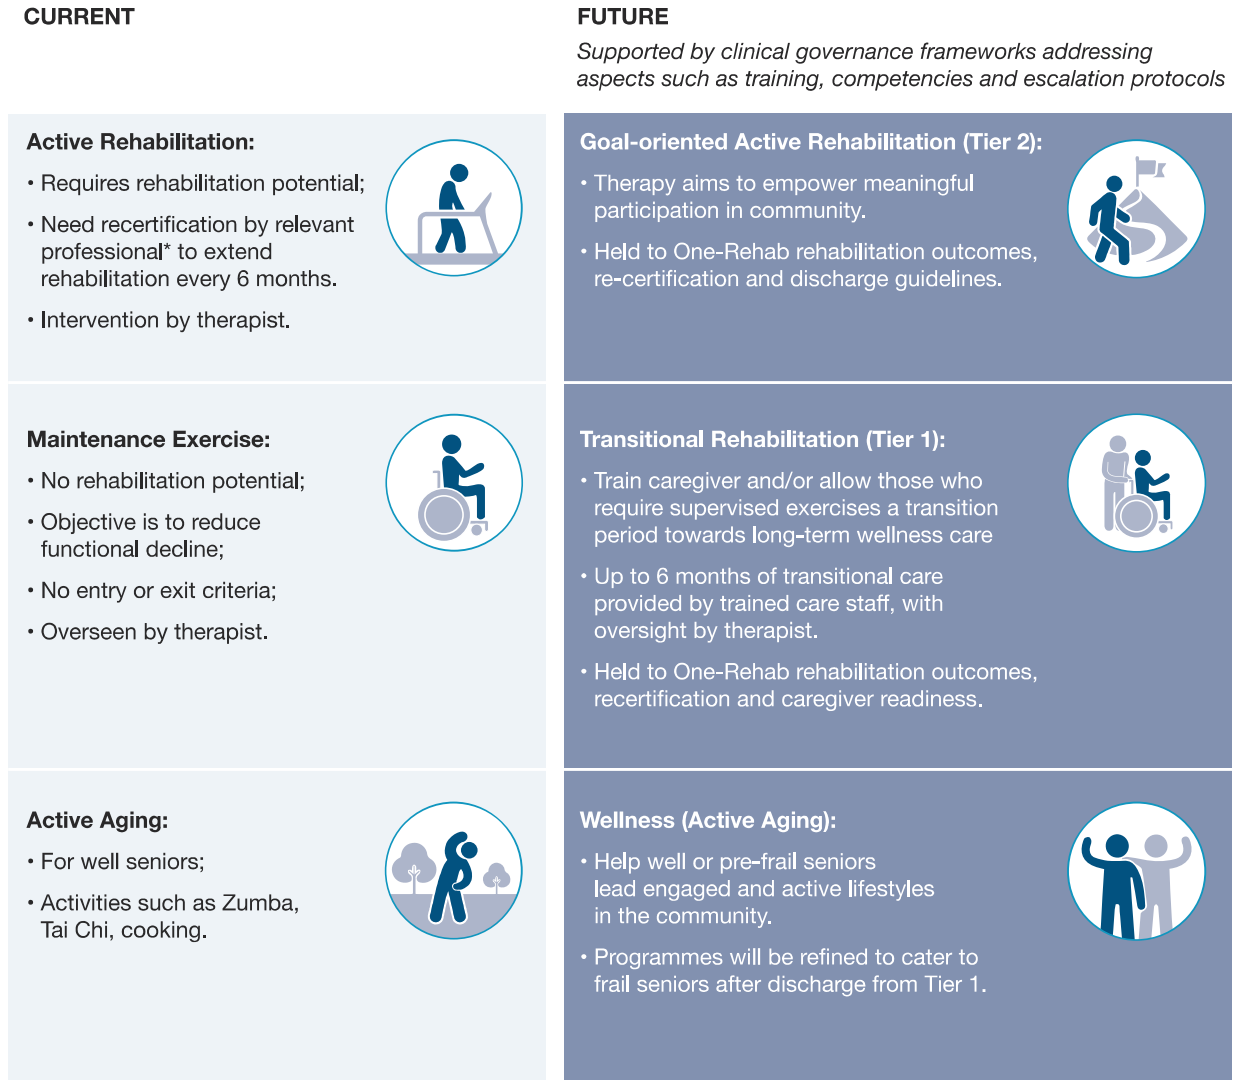 CURRENT
FUTURE
Supported by clinical governance frameworks addressing
aspects such as training, competencies and escalation protocols
Active Rehabilitation:
• Requires rehabilitation potential;
• Need recertification by relevant
professional* to extend
rehabilitation every 6 months.
• Intervention by therapist.
Goal-oriented Active Rehabilitation (Tier 2):
• Therapy aims to empower meaningful
participation in community.
• Held to One-Rehab rehabilitation outcomes,
re-certification and discharge guidelines.
Maintenance Exercise:
• No rehabilitation potential;
• Objective is to reduce
functional decline;
• No entry or exit criteria;
• Overseen by therapist.
Transitional Rehabilitation (Tier 1):
• Train caregiver and/or allow those who
require supervised exercises a transition
period towards long-term wellness care
• Up to 6 months of transitional care
provided by trained care staff, with
oversight by therapist.
• Held to One-Rehab rehabilitation outcomes,
recertification and caregiver readiness.
Active Aging:
• For well seniors;
• Activities such as Zumba,
Tai Chi, cooking.
Wellness (Active Aging):
• Help well or pre-frail seniors
lead engaged and active lifestyles
in the community.
• Programmes will be refined to cater to
frail seniors after discharge from Tier 1.